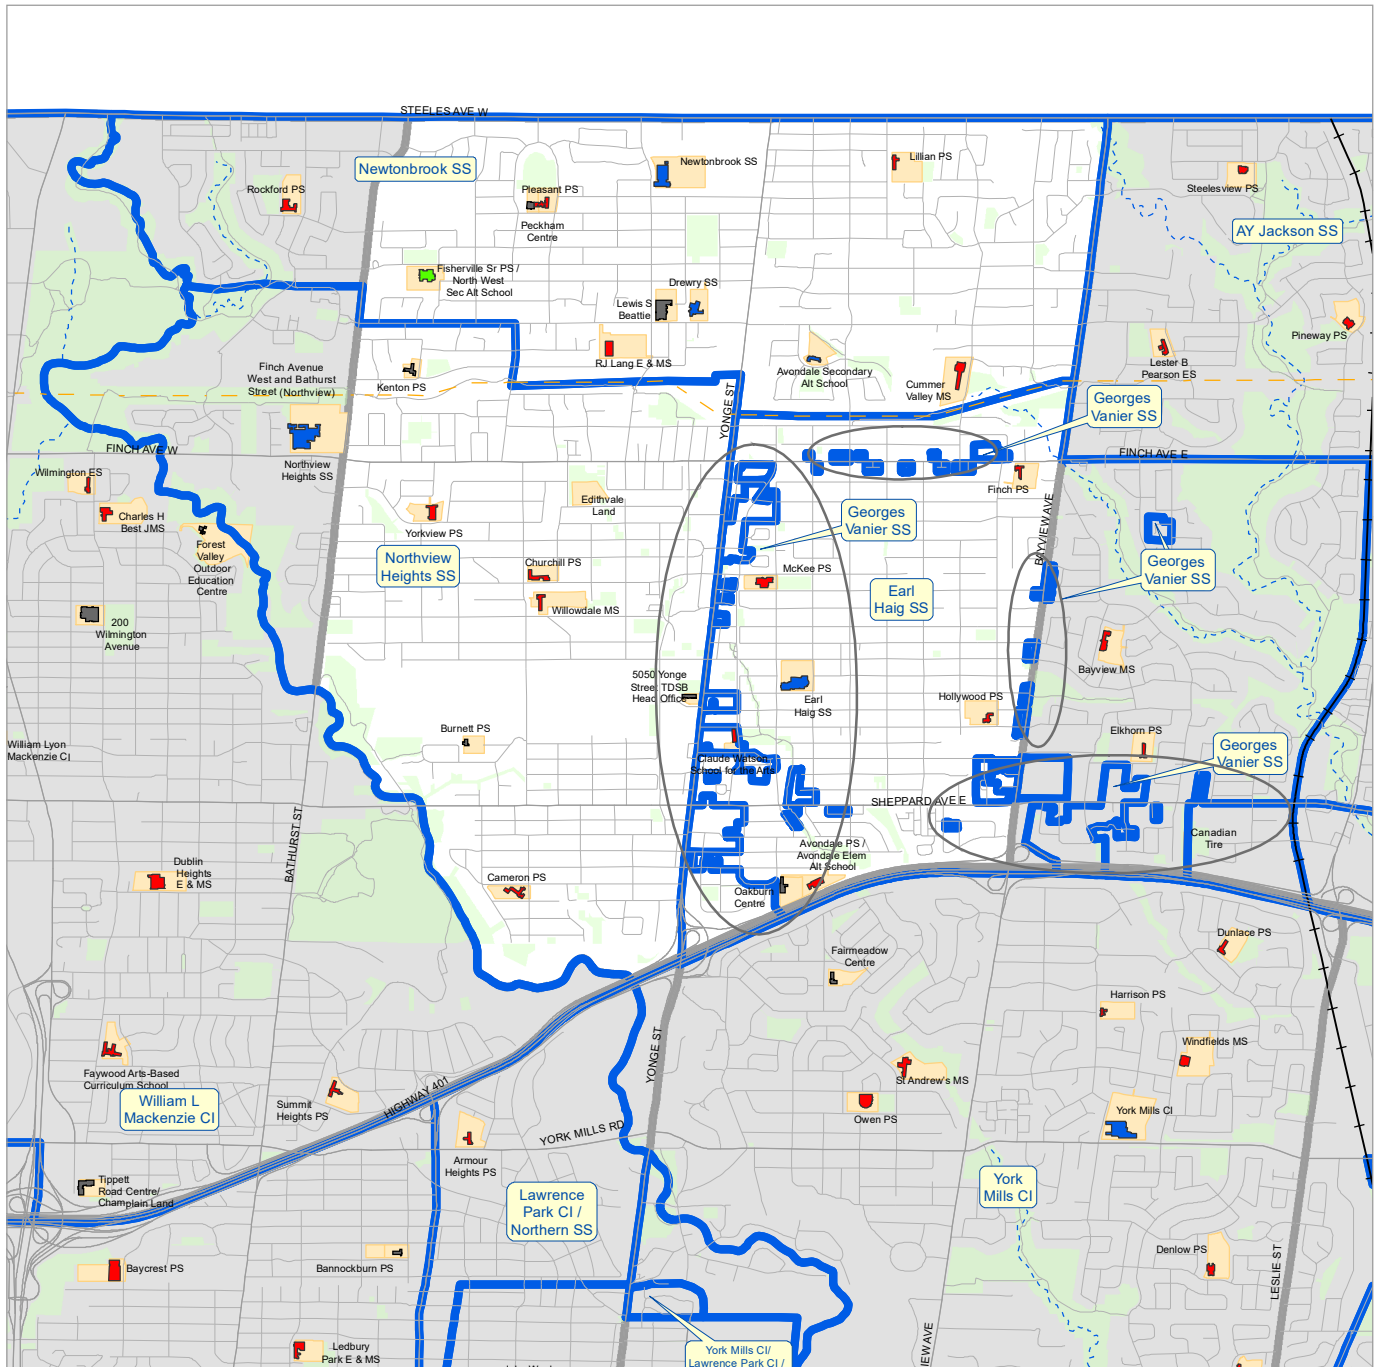 STEELES AVE W
Newtonbrook SS
Newtonbrook SS
Lillian PS
Rockford PS
Pleasant PS
Peckham
Centre
Steelesview PS
AY Jackson SS
Fisherville Sr PS /
North West
Sec Alt School
Drewry SS
Lewis S
Beattie
Pineway PS
Finch Avenue
West and Bathurst
Street (Northview)
Kenton PS
RJ Lang E & MS
Avondale Secondary
Alt School
Cummer
Valley MS
Lester B
Pearson ES
Georges
Vanier SS
YONGE ST
FINCH AVE W
FINCH AVE E
Northview
Heights SS
Wilmington ES
Charles H
Best JMS
Edithvale
Land
Finch PS
Georges
Vanier SS
BAYVIEW AVE
Yorkview PS
Forest
Valley
Outdoor
Education
Centre
Northview
Heights SS
Churchill PS
McKee PS
Georges
Vanier SS
Earl
Haig SS
Willowdale MS
200
Wilmington
Avenue
5050 Yonge
Street TDSB
Head Office
Earl
Haig SS
Hollywood PS
Bayview MS
Burnett PS
Elkhorn PS
Georges
Vanier SS
William Lyon
Mackenzie CI
Claude Watson
School for the Arts
SHEPPARD AVE E
BATHURST ST
Canadian
Tire
Avondale PS /
Avondale Elem
Alt School
Dublin
Heights
E & MS
Cameron PS
Oakburn
Centre
Fairmeadow
Centre
Dunlace PS
Harrison PS
Windfields MS
Faywood Arts-Based
Curriculum School
YONGE ST
HIGHWAY 401
St Andrew's MS
William L
Mackenzie CI
Summit
Heights PS
Owen PS
York Mills CI
YORK MILLS RD
Armour
Heights PS
Tippett
Road Centre/
Champlain Land
Lawrence
Park CI /
Northern SS
York
Mills CI
Bannockburn PS
Baycrest PS
Denlow PS
LESLIE ST
Ledbury
Park E & MS
York Mills CI/
Lawrence Park CI /